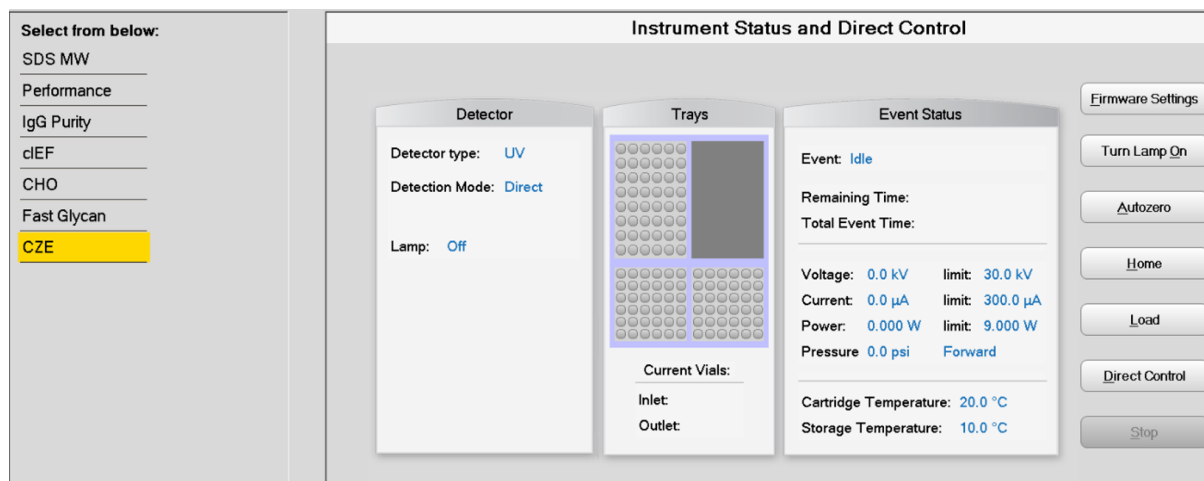 Select from below:
SDS MW
Performance
IgG Purity
cIEF
CHO
Fast Glycan
CZE
Instrument Status and Direct Control
Detector
Detector type: UV
Detection Mode: Direct
Lamp: Off
Trays
Current Vials:
Inlet:
Outlet:
Event Status
Event: Idle
Remaining Time:
Total Event Time:
Voltage: 0.0 kV limit: 30.0 kV
Current: 0.0 µA limit: 300.0 µA
Power: 0.000 W limit: 9.000 W
Pressure 0.0 psi Forward
Cartridge Temperature: 20.0 °C
Storage Temperature: 10.0 °C
Firmware Settings
Turn Lamp On
Autozero
Home
Load
Direct Control
Stop